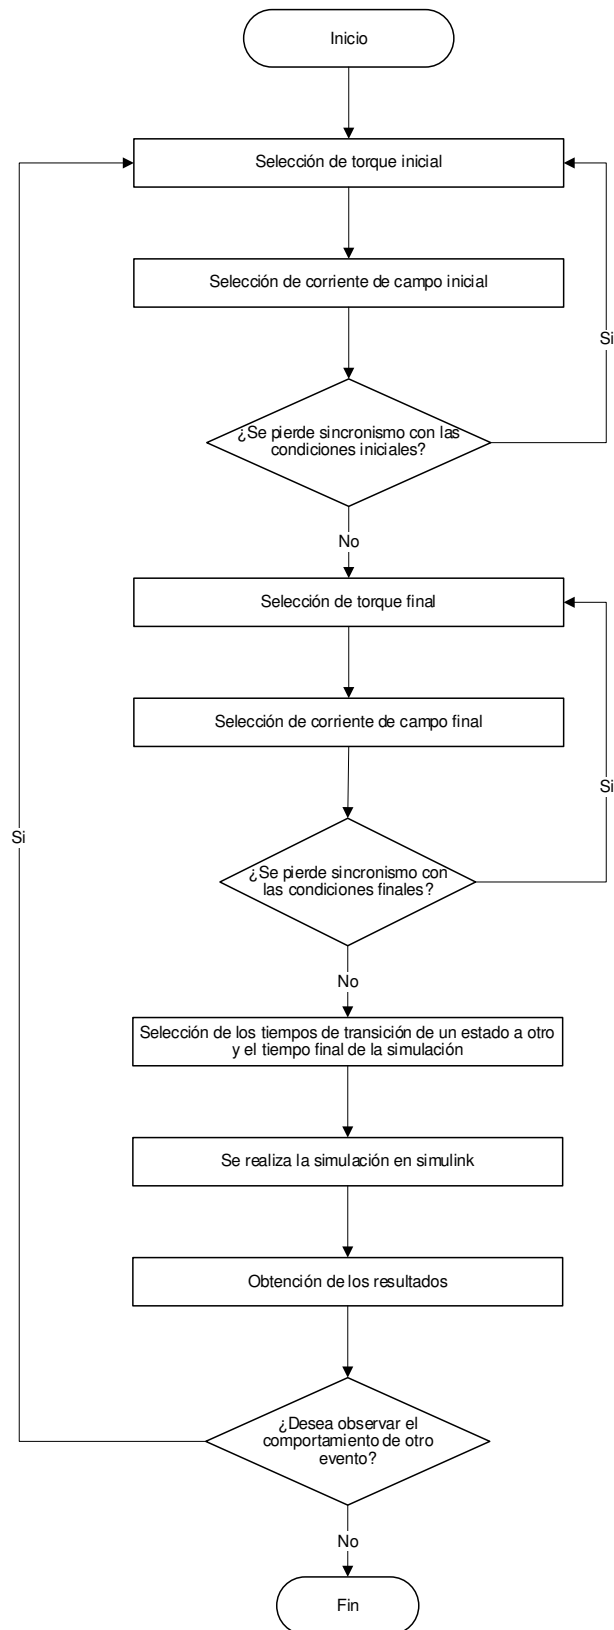 Inicio
Selección de torque inicial
Selección de corriente de campo inicial
Si
¿Se pierde sincronismo con las
condiciones iniciales?
No
Selección de torque final
Selección de corriente de campo final
Si
Si
¿Se pierde sincronismo con
las condiciones finales?
No
Selección de los tiempos de transición de un estado a otro
y el tiempo final de la simulación
Se realiza la simulación en simulink
Obtención de los resultados
¿Desea observar el
comportamiento de otro
evento?
No
Fin